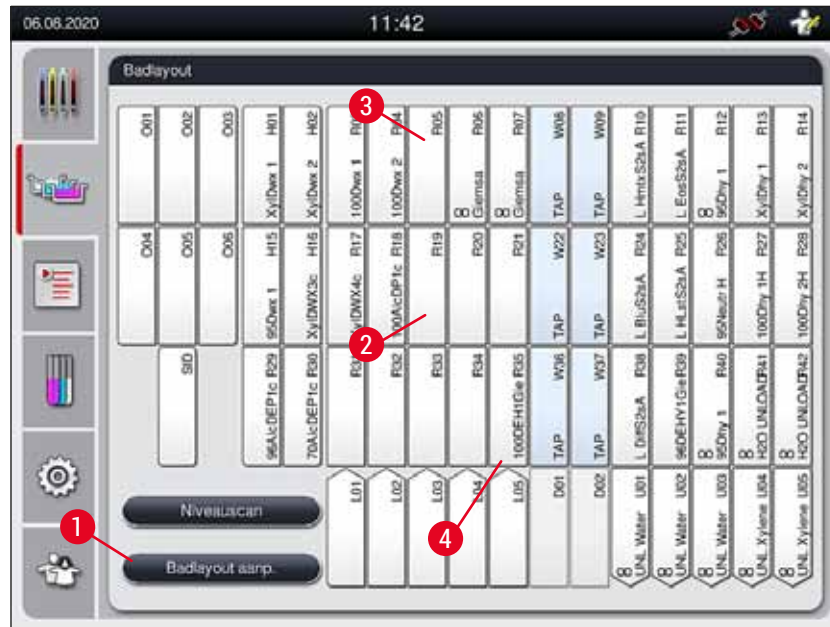 06.08.2020
11:42
Badlayout
O01
O02
O03
XylDwx 1 H01
XylDwx 2 H02
100Dwx 1
100Dwx 2 R04
R05
∞ Giemsa R06
∞ Giemsa R07
TAP W08
TAP W09
L HmtxS2sA R10
L EosS2sA R11
∞ 95Dhy 1 R12
XylDhy 1 R13
XylDhy 2 R14
O04
O05
O06
95Dwx 1 H15
XylDWX3c H16
XylDWX4c R17
100AlcDP1c R18
R19
R20
R21
TAP W22
TAP W23
L BluS2sA R24
L HLstS2sA R25
95Neutr H R26
100Dhy 1H R27
100Dhy 2H R28
SID
96AlcDEP1c R29
70AlcDEP1c R30
R32
R33
R34
100DEH1Gie R35
TAP W36
TAP W37
L DiffS2sA R38
96DEHY1Gie R39
∞ 95Dhy 1 R40
∞ H2O UNLOAD R41
∞ H2O UNLOAD R42
L01
L02
L03
L04
L05
D01
D02
∞ UNL Water U01
∞ UNL Water U02
∞ UNL Water U03
∞ UNL Xylene U04
∞ UNL Xylene U05
Niveauscan
Badlayout aanp.
1
2
3
4